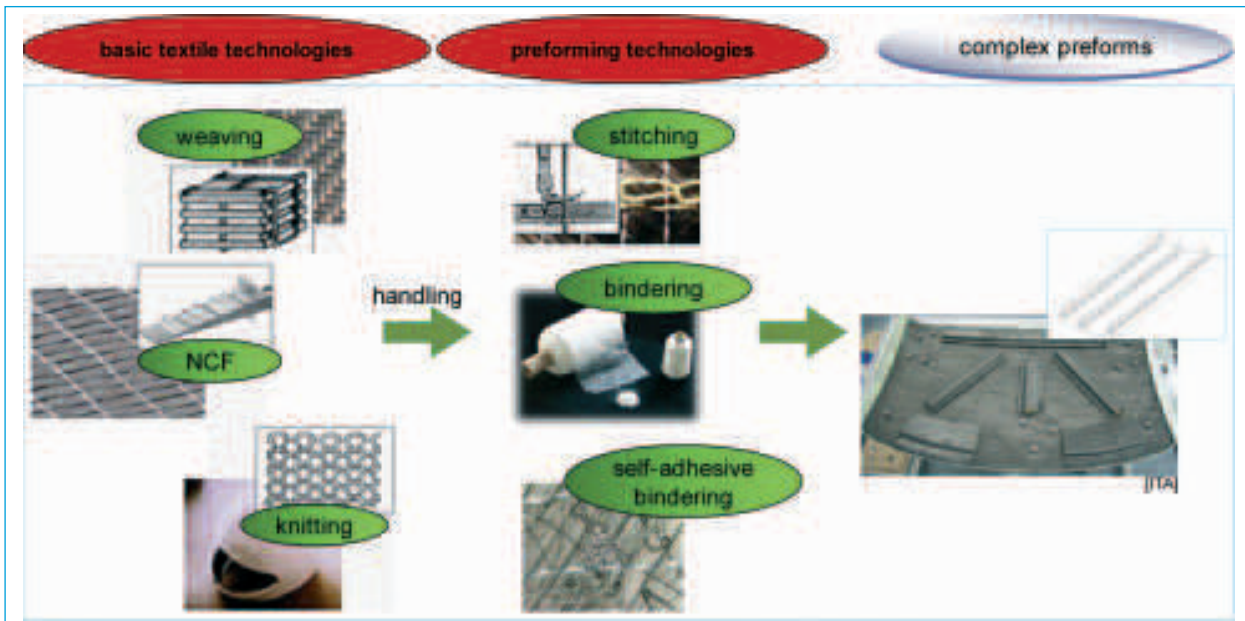 basic textile technologies
preforming technologies
complex preforms
weaving
NCF
knitting
handling
stitching
bindering
self-adhesive
bindering
[ITA]